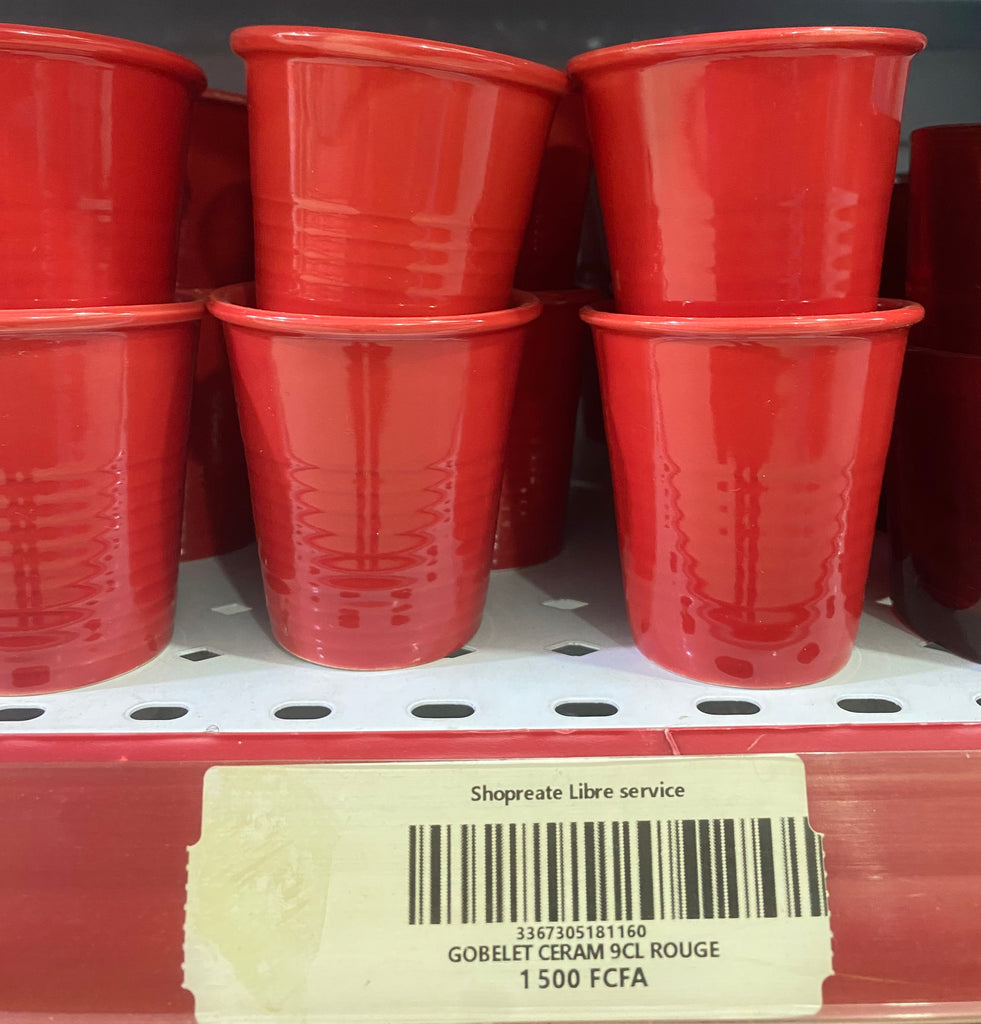 Shopreate Libre service
3367305181160
GOBELET CERAM 9CL ROUGE
1 500 FCFA